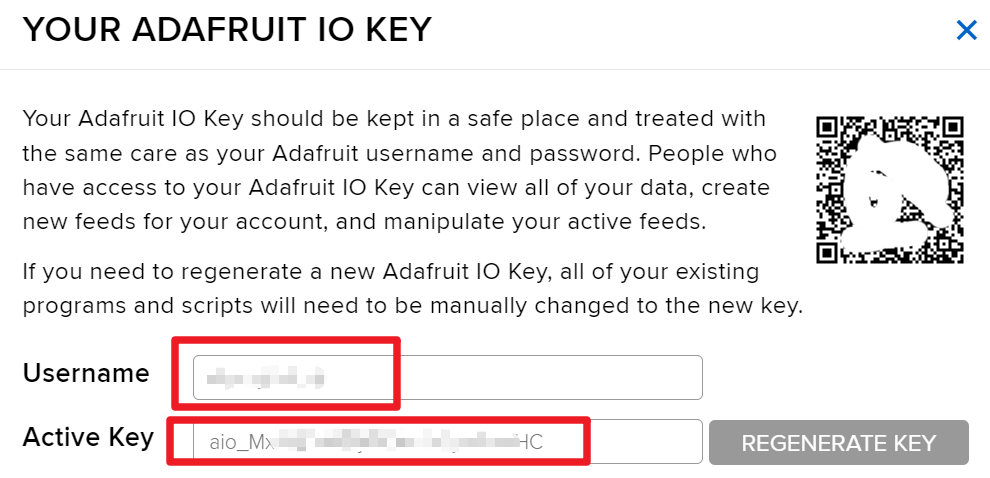 YOUR ADAFRUIT IO KEY
Your Adafruit IO Key should be kept in a safe place and treated with
the same care as your Adafruit username and password. People who
have access to your Adafruit IO Key can view all of your data, create
new feeds for your account, and manipulate your active feeds.
If you need to regenerate a new Adafruit IO Key, all of your existing
programs and scripts will need to be manually changed to the new key.
Username
Active Key
REGENERATE KEY